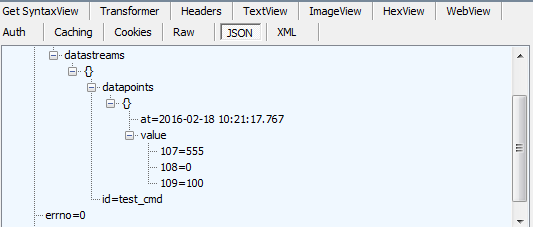 Get SyntaxView Transformer Headers TextView ImageView HexView WebView
Auth Caching Cookies Raw JSON XML
datastreams
{}
datapoints
{}
at=2016-02-18 10:21:17.767
value
107=555
108=0
109=100
id=test_cmd
errno=0